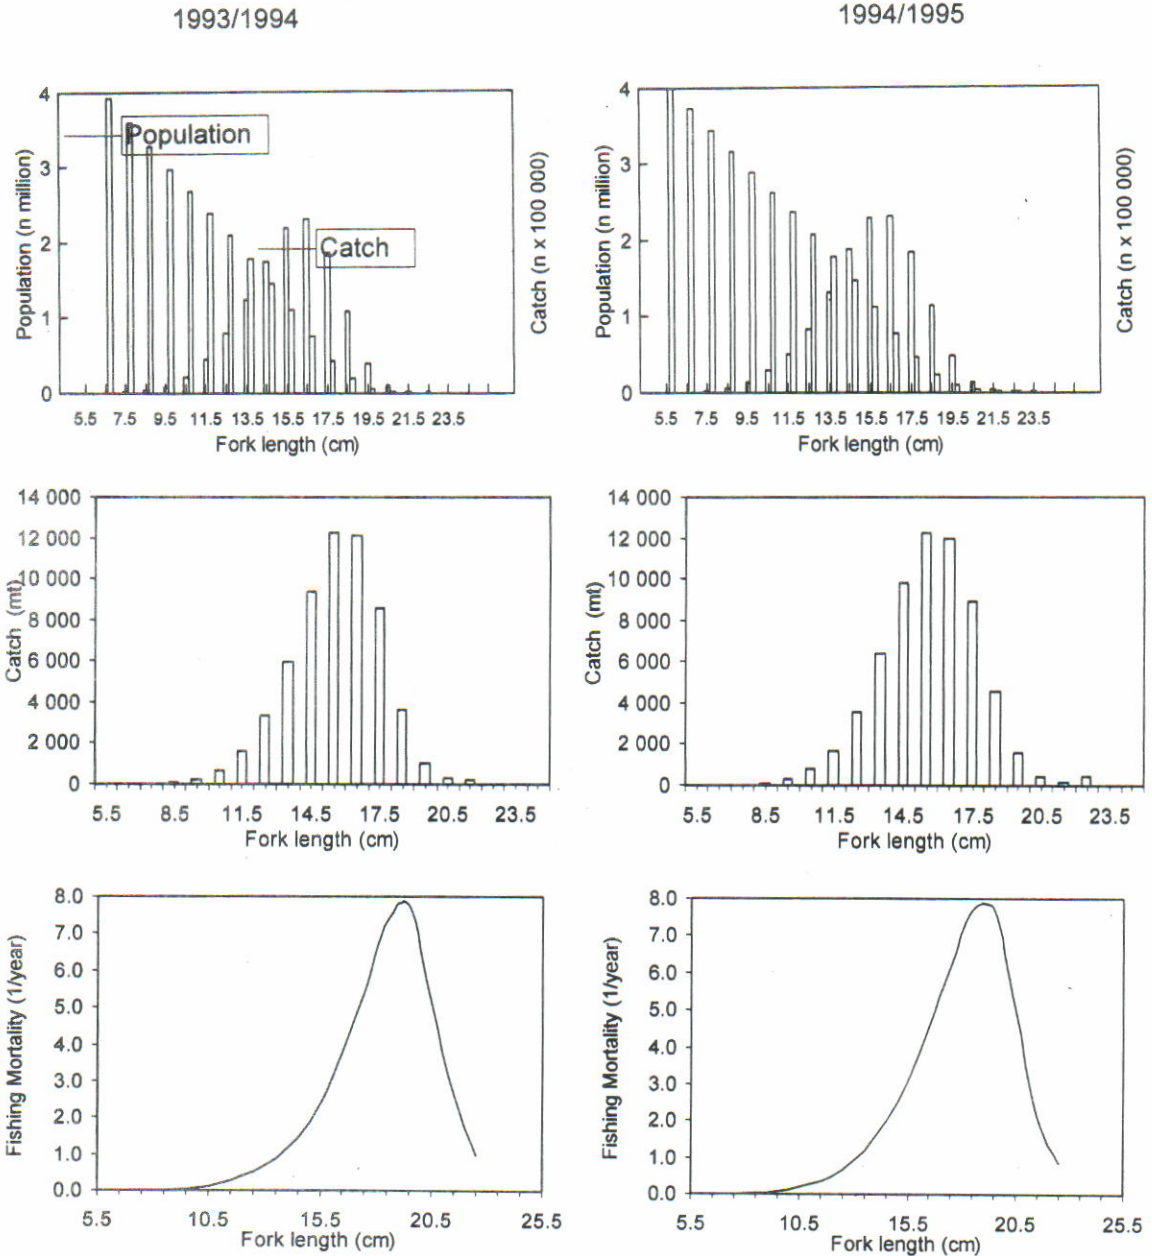 1993/1994
1994/1995
4
3
2
1
0
Population (n million)
Population
Catch
Catch (n x 100 000)
5.5 7.5 9.5 11.5 13.5 15.5 17.5 19.5 21.5 23.5
Fork length (cm)
4
3
2
1
0
Population (n million)
Catch (n x 100 000)
5.5 7.5 9.5 11.5 13.5 15.5 17.5 19.5 21.5 23.5
Fork length (cm)
14 000
12 000
10 000
8 000
6 000
4 000
2 000
0
Catch (mt)
5.5 8.5 11.5 14.5 17.5 20.5 23.5
Fork length (cm)
14 000
12 000
10 000
8 000
6 000
4 000
2 000
0
Catch (mt)
5.5 8.5 11.5 14.5 17.5 20.5 23.5
Fork length (cm)
8.0
7.0
6.0
5.0
4.0
3.0
2.0
1.0
0.0
Fishing Mortality (1/year)
5.5 10.5 15.5 20.5 25.5
Fork length (cm)
8.0
7.0
6.0
5.0
4.0
3.0
2.0
1.0
0.0
Fishing Mortality (1/year)
5.5 10.5 15.5 20.5 25.5
Fork length (cm)